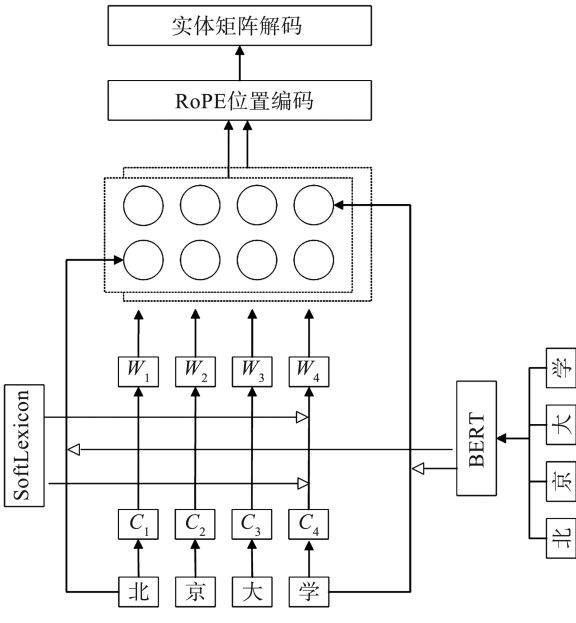 实体矩阵解码
RoPE位置编码
W1 W2 W3 W4
SoftLexicon
BERT
学
大
京
北
C1 C2 C3 C4
北 京 大 学